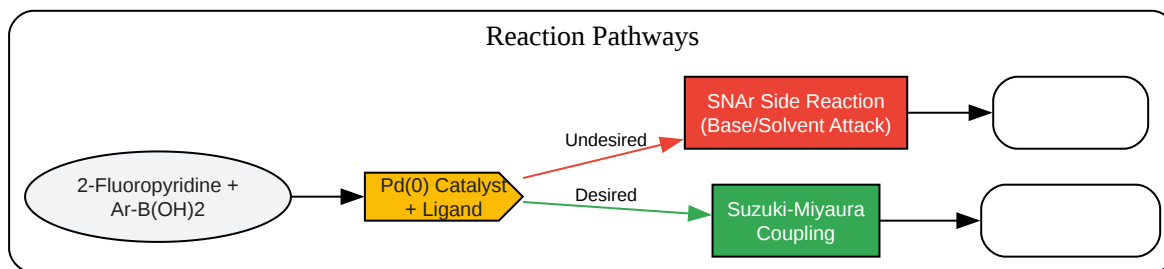 Reaction Pathways
SNAr Side Reaction
(Base/Solvent Attack)
Undesired
2-Fluoropyridine +
Ar-B(OH)2
Pd(0) Catalyst
+ Ligand
Desired
Suzuki-Miyaura
Coupling